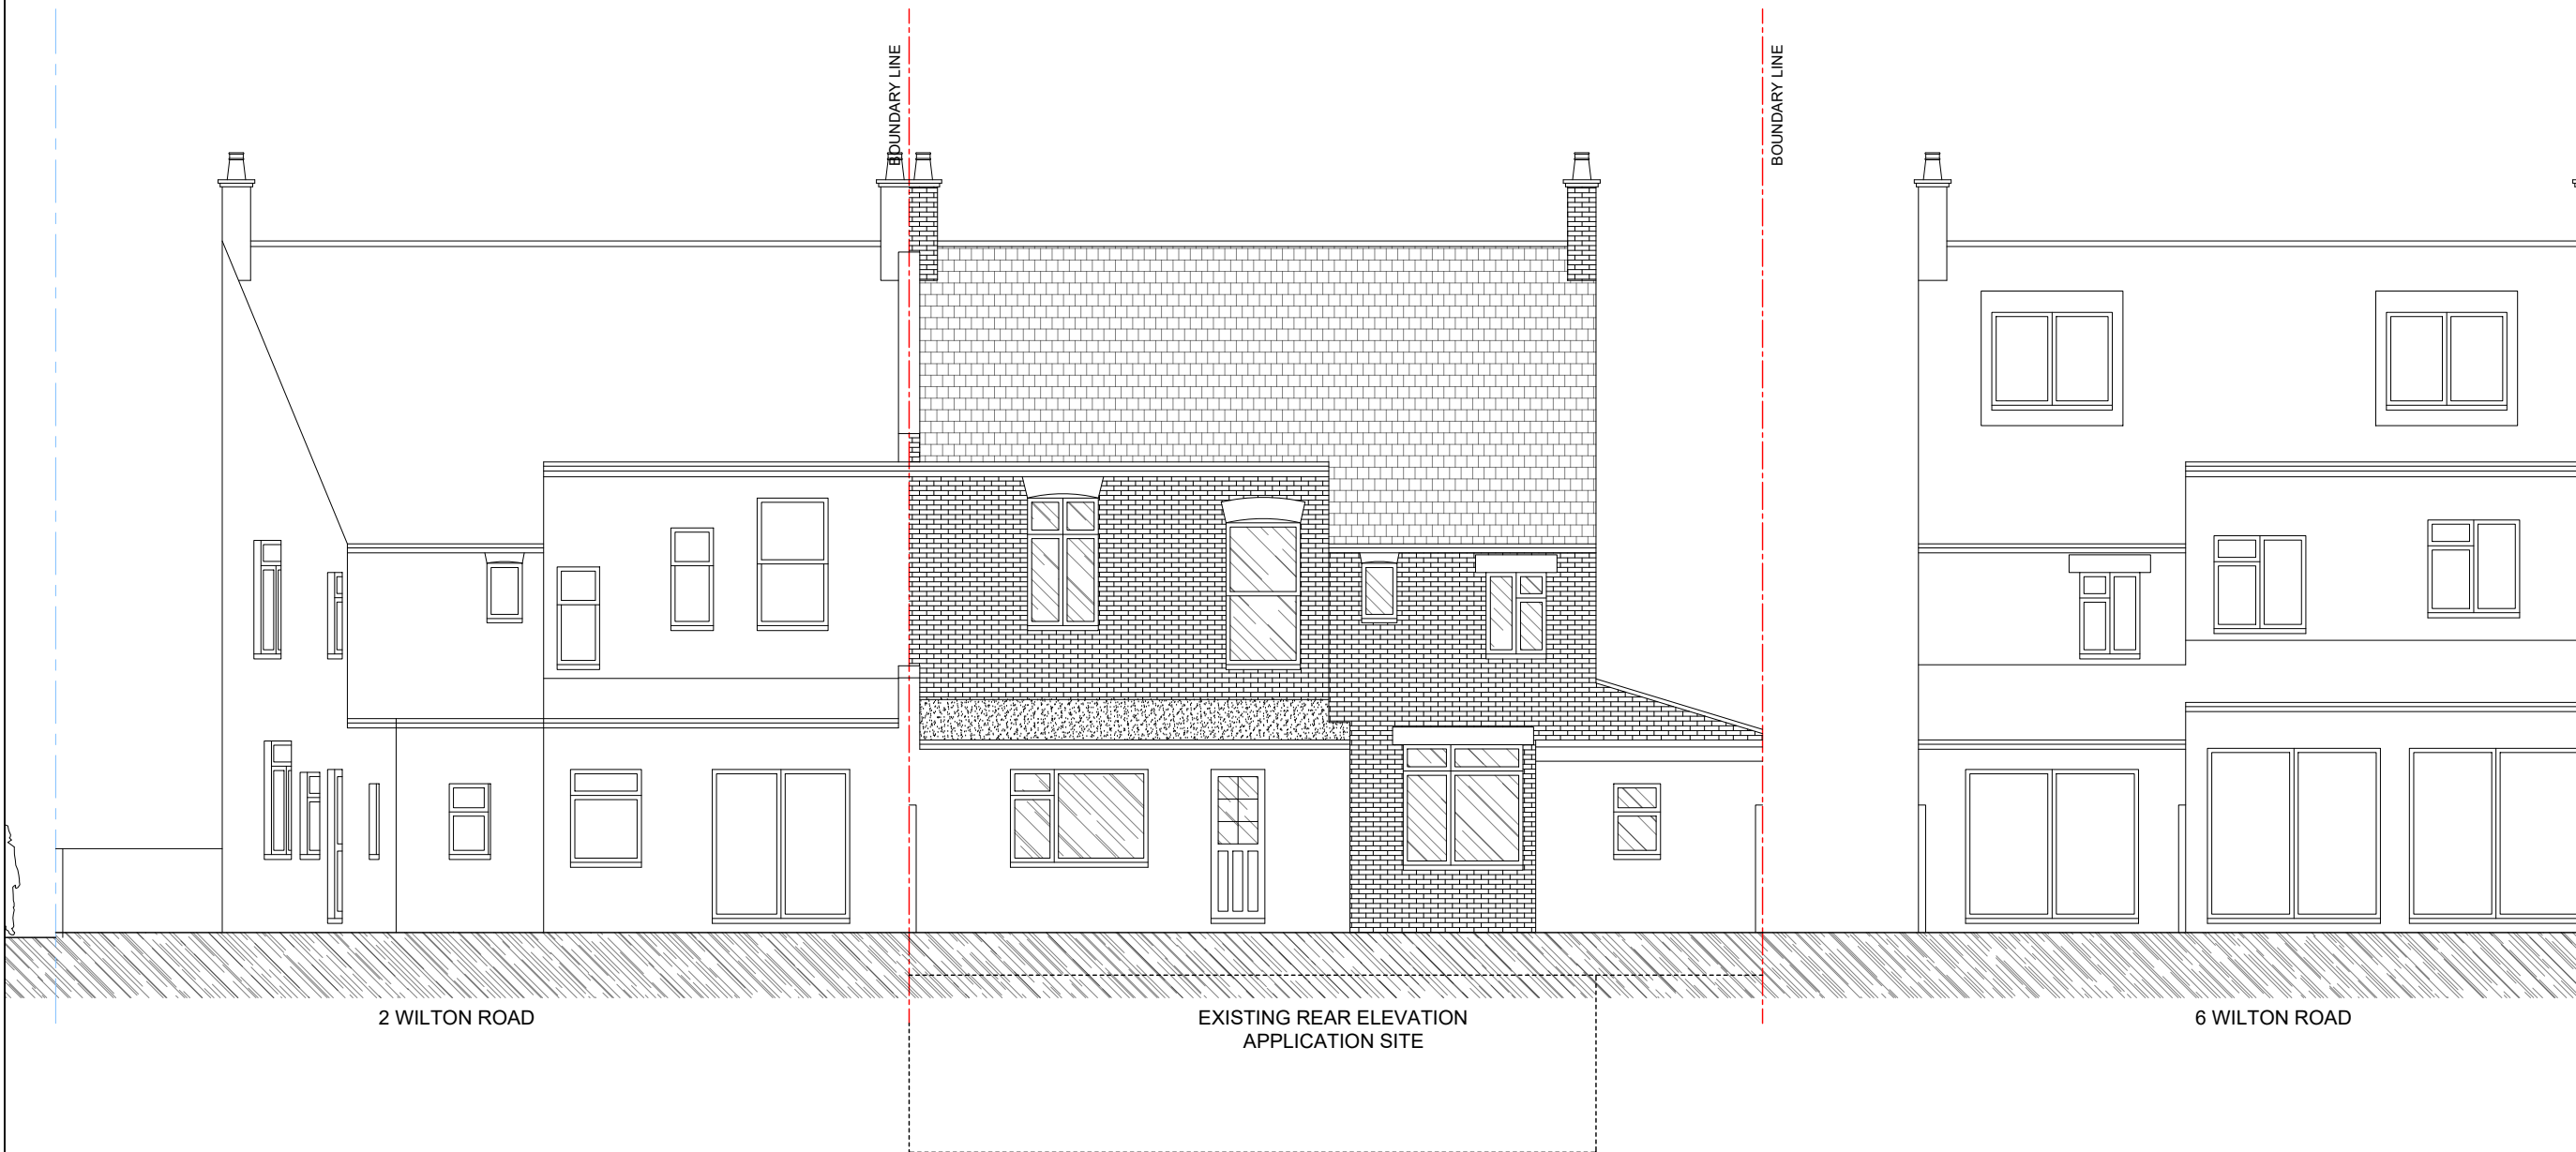 BOUNDARY LINE
BOUNDARY LINE
2 WILTON ROAD
EXISTING REAR ELEVATION
APPLICATION SITE
6 WILTON ROAD